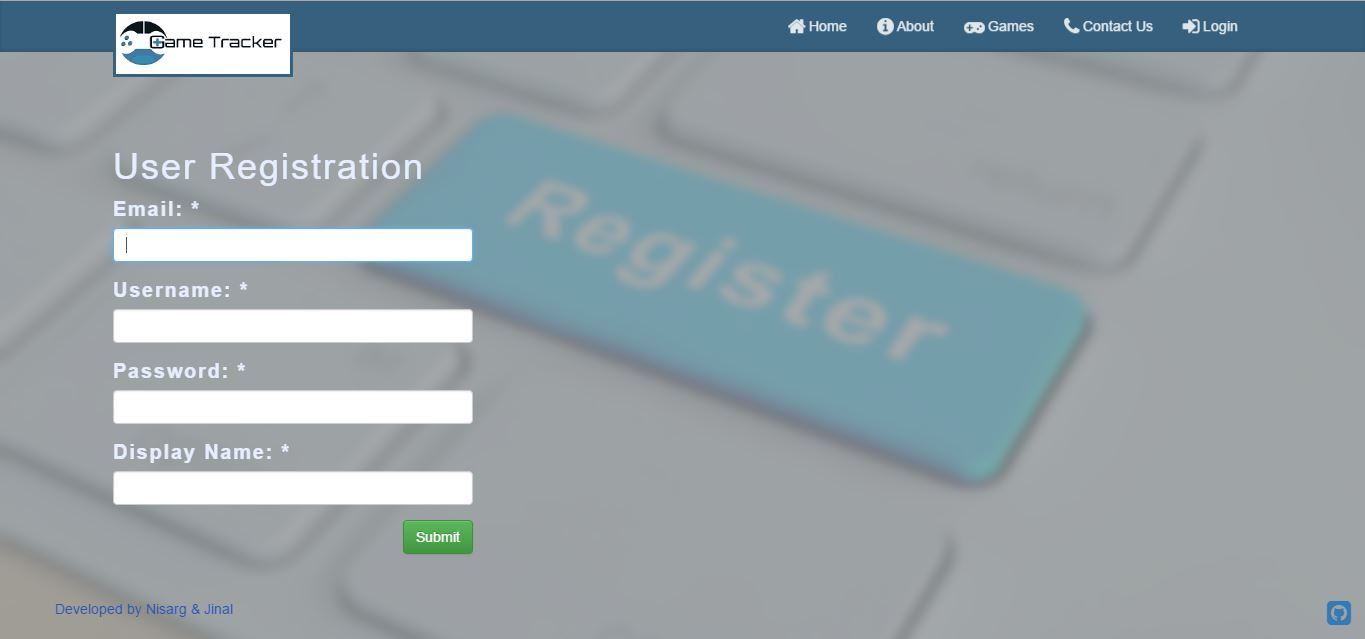 Game Tracker
Home About Games Contact Us Login
User Registration
Email: *
Register
Username: *
Password: *
Display Name: *
Submit
Developed by Nisarg & Jinal